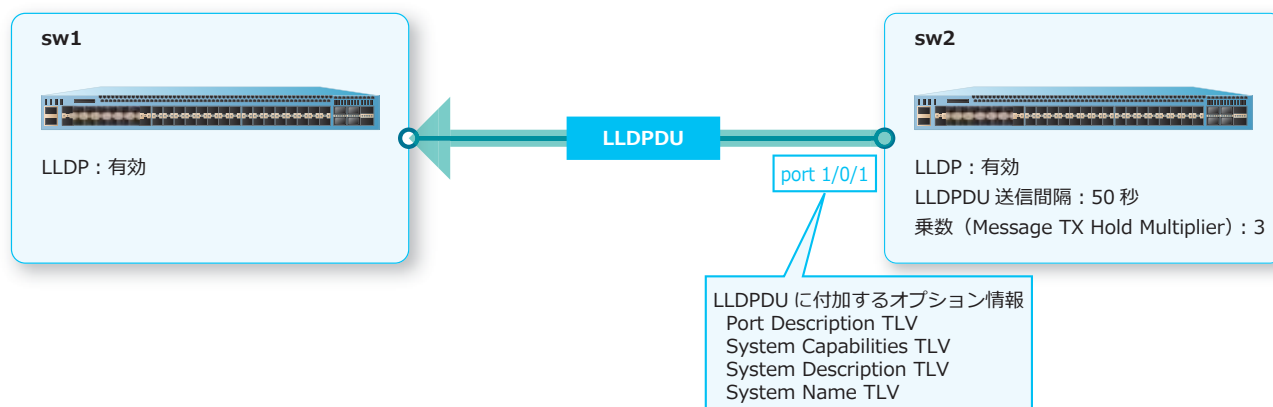 sw1
LLDP：有効
LLDPDU
port 1/0/1
sw2
LLDP：有効
LLDPDU 送信間隔：50 秒
乗数（Message TX Hold Multiplier）：3
LLDPDU に付加するオプション情報
Port Description TLV
System Capabilities TLV
System Description TLV
System Name TLV